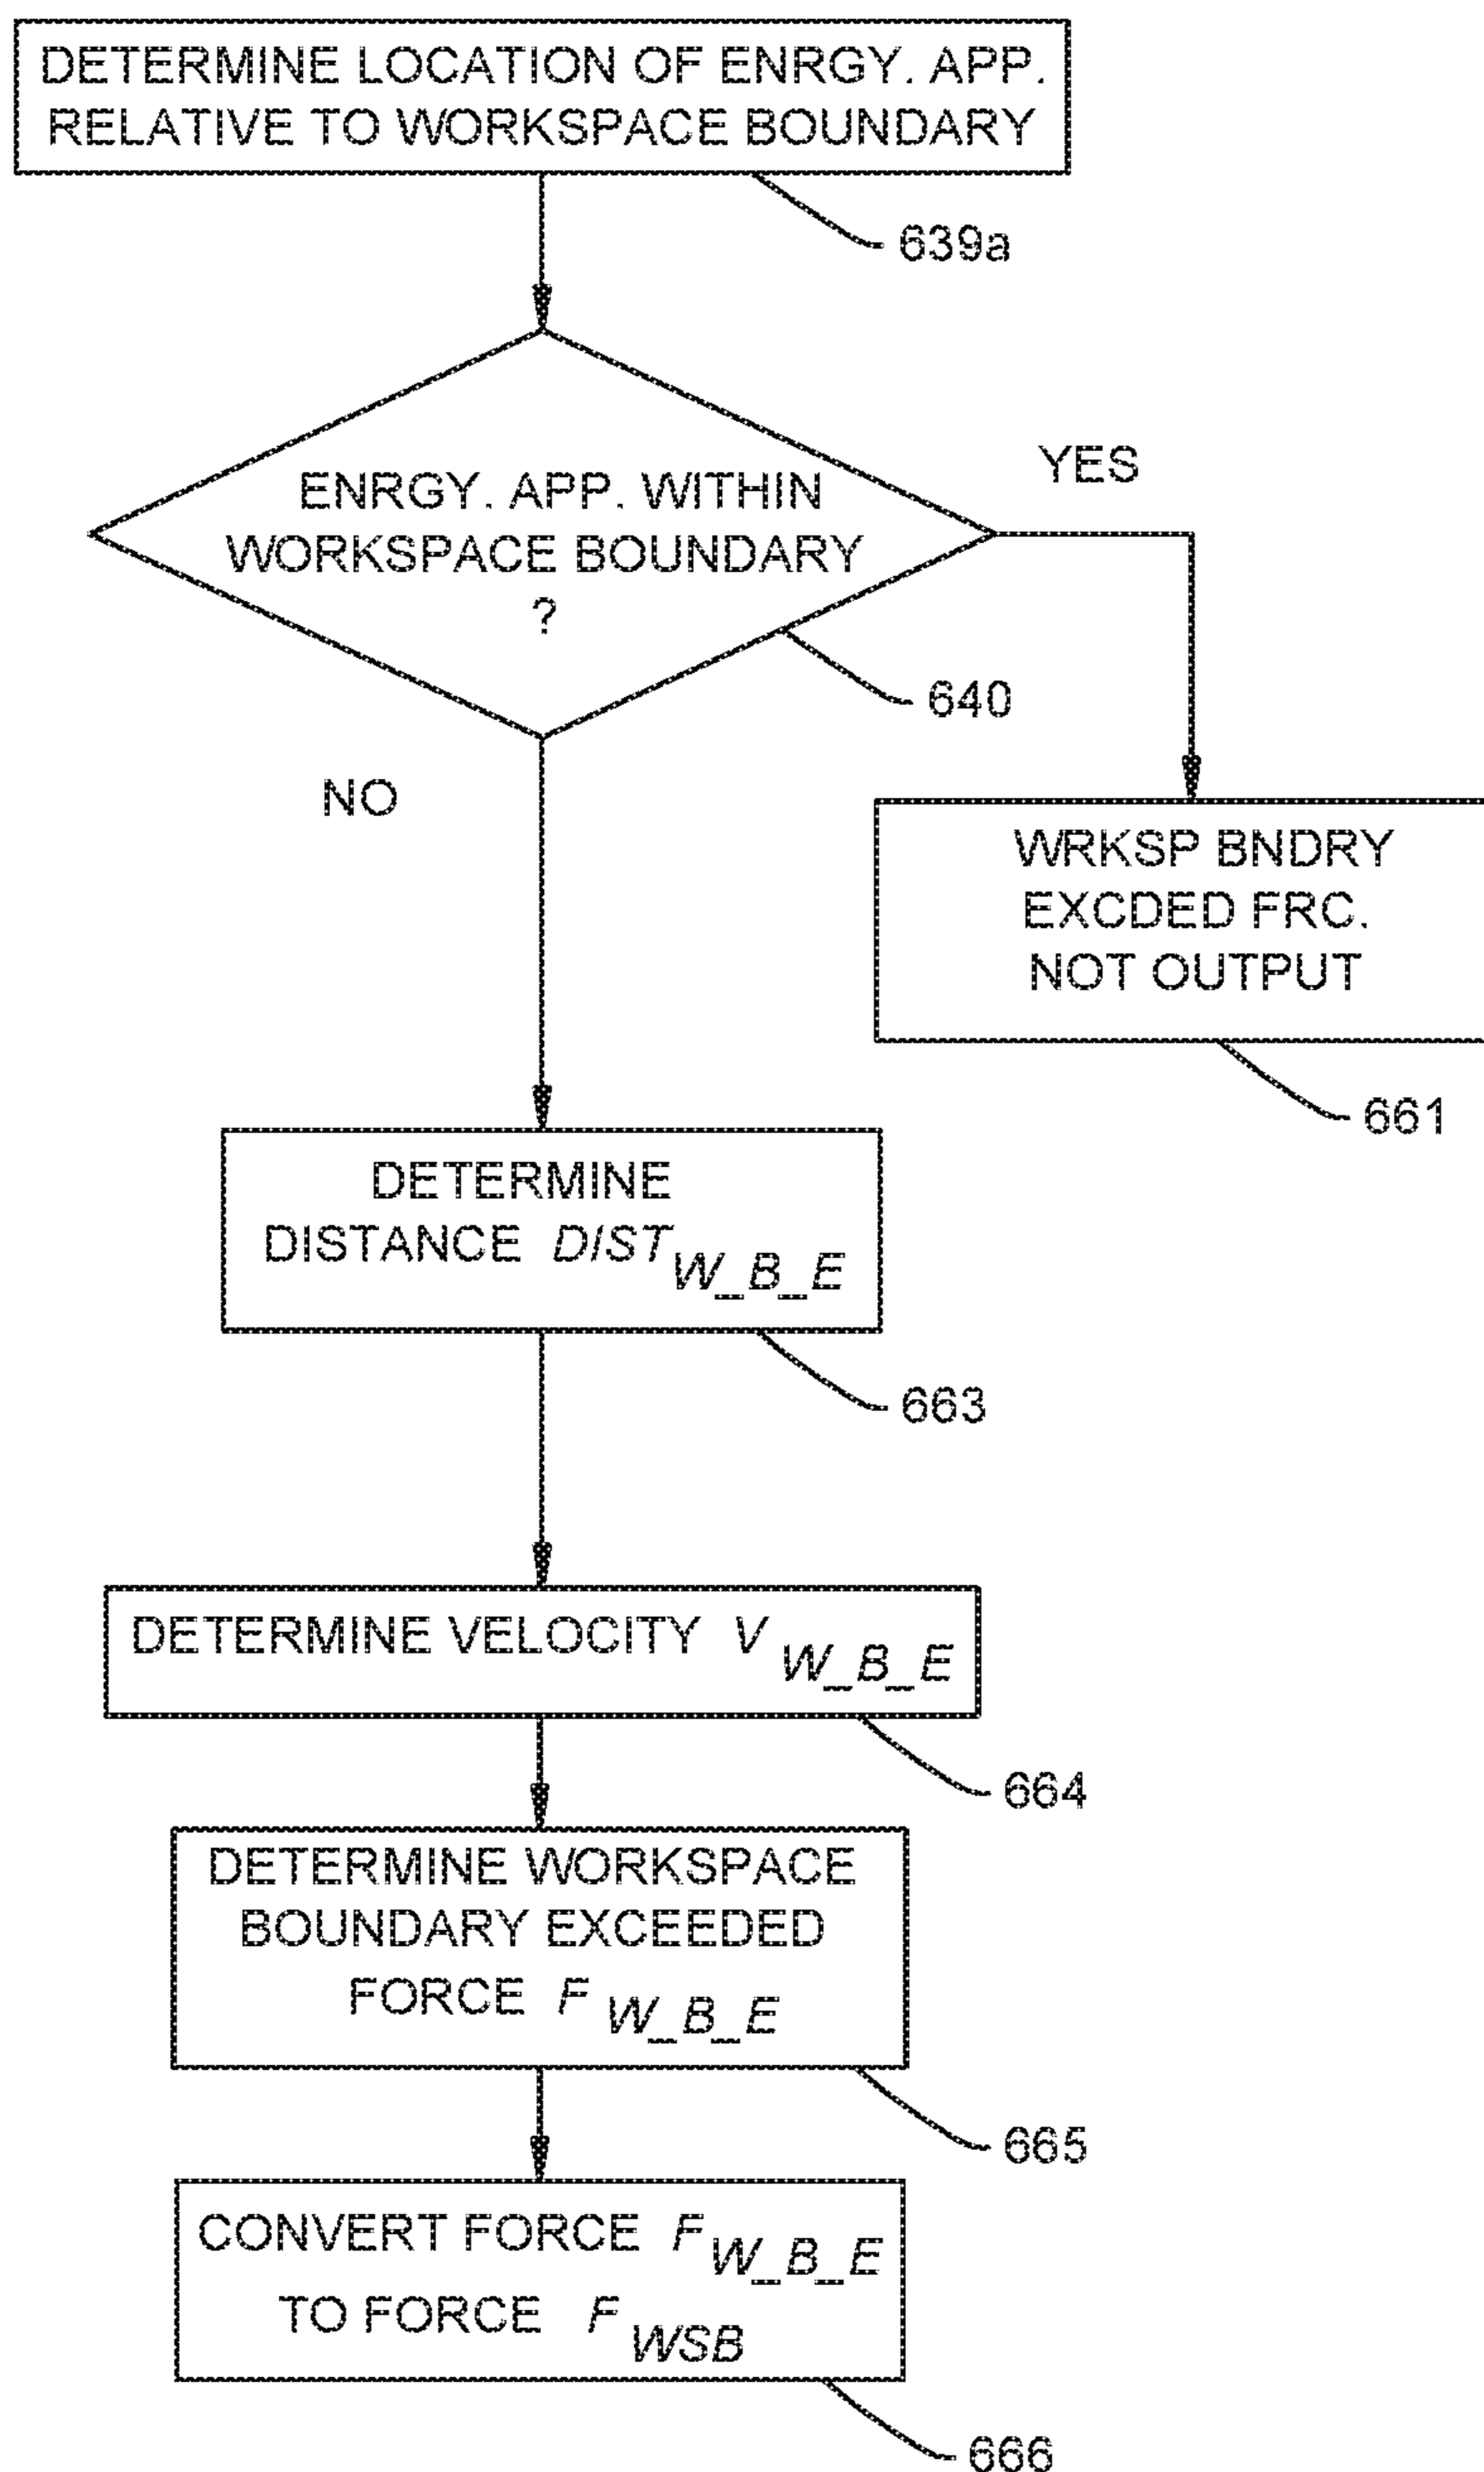 DETERMINE LOCATION OF ENRGY. APP.
RELATIVE TO WORKSPACE BOUNDARY
639a
ENRGY. APP. WITHIN
WORKSPACE BOUNDARY
?
YES
640
NO
WRKSP BNDRY
EXCDED FRC.
NOT OUTPUT
661
DETERMINE
DISTANCE DIST W_B_E
663
DETERMINE VELOCITY V W_B_E
664
DETERMINE WORKSPACE
BOUNDARY EXCEEDED
FORCE F W_B_E
665
CONVERT FORCE F W_B_E
TO FORCE F WSB
666